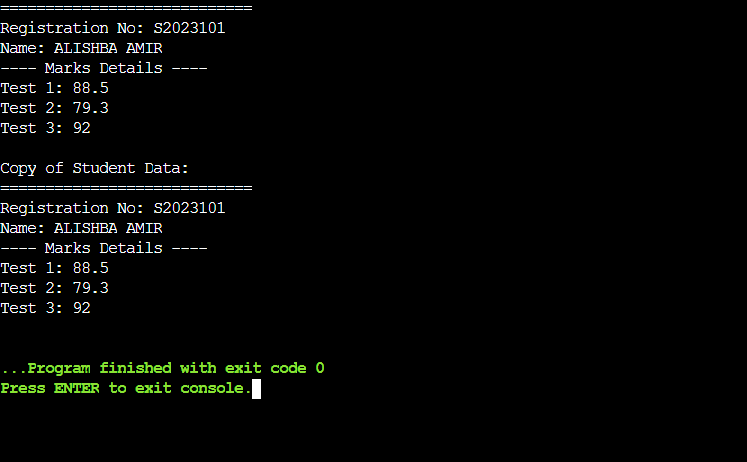 ============================
Registration No: S2023101
Name: ALISHBA AMIR
---- Marks Details ----
Test 1: 88.5
Test 2: 79.3
Test 3: 92

Copy of Student Data:
============================
Registration No: S2023101
Name: ALISHBA AMIR
---- Marks Details ----
Test 1: 88.5
Test 2: 79.3
Test 3: 92

...Program finished with exit code 0
Press ENTER to exit console.